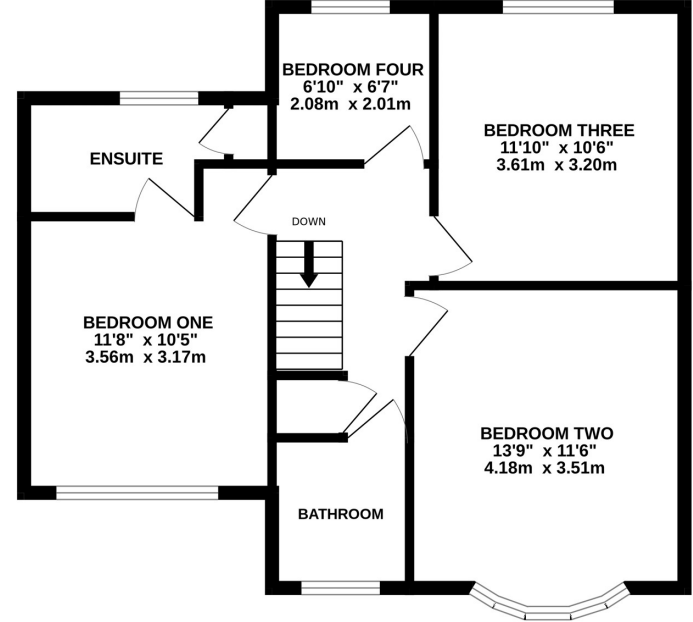 BEDROOM FOUR
6'10" x 6'7"
2.08m x 2.01m
BEDROOM THREE
11'10" x 10'6"
3.61m x 3.20m
ENSUITE
DOWN
BEDROOM ONE
11'8" x 10'5"
3.56m x 3.17m
BEDROOM TWO
13'9" x 11'6"
4.18m x 3.51m
BATHROOM